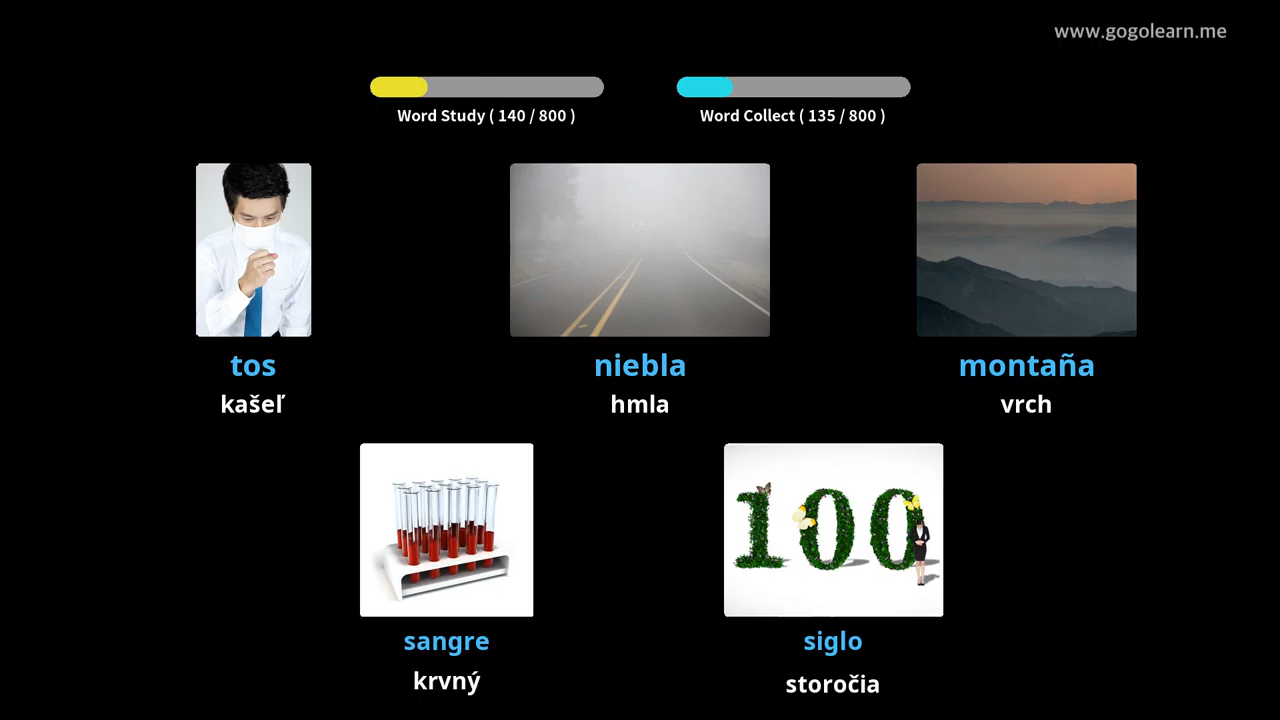 www.gogolearn.me
Word Study ( 140 / 800 )
Word Collect ( 135 / 800 )
tos
kašeľ
niebla
hmla
montaña
vrch
100
sangre
krvný
siglo
storočia